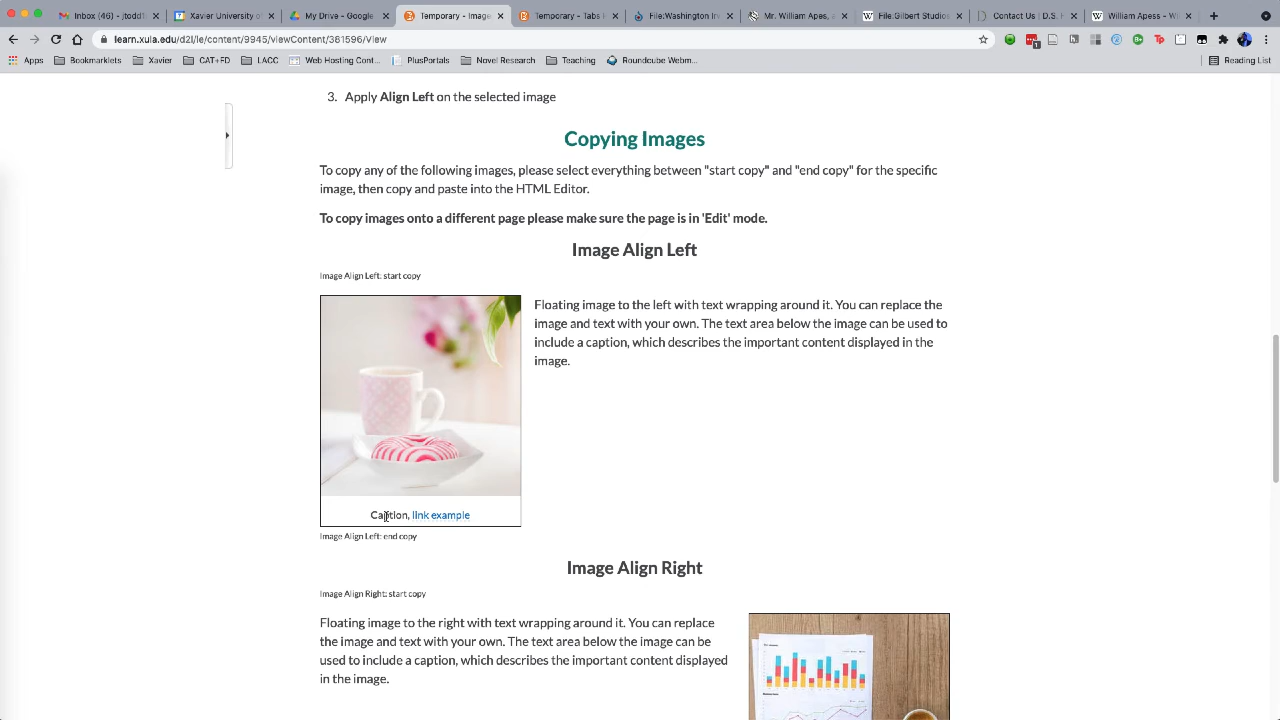 Inbox (46) - itoddth
Xavier University of
Temporary - Images
Temporary - Tabs
File:Washington Irv
Mr. William Apes, a
File:Gilbert Studios
Contact Us | D.S.
William Apess - Wi
learn.xula.edu/d2l/le/content/9945/viewContent/381596/View
Apps
Bookmarklets
Xavier
CAT+FD
LACC
Web Hosting Cont...
PlusPortals
Novel Research
Teaching
Roundcube Webm...
Reading List
3. Apply Align Left on the selected image
Copying Images
To copy any of the following images, please select everything between "start copy" and "end copy" for the specific
image, then copy and paste into the HTML Editor.
To copy images onto a different page please make sure the page is in 'Edit' mode.
Image Align Left
Image Align Left: start copy
Floating image to the left with text wrapping around it. You can replace the
image and text with your own. The text area below the image can be used to
include a caption, which describes the important content displayed in the
image.
Caption, link example
Image Align Left: end copy
Image Align Right
Image Align Right: start copy
Floating image to the right with text wrapping around it. You can replace
the image and text with your own. The text area below the image can be
used to include a caption, which describes the important content displayed
in the image.